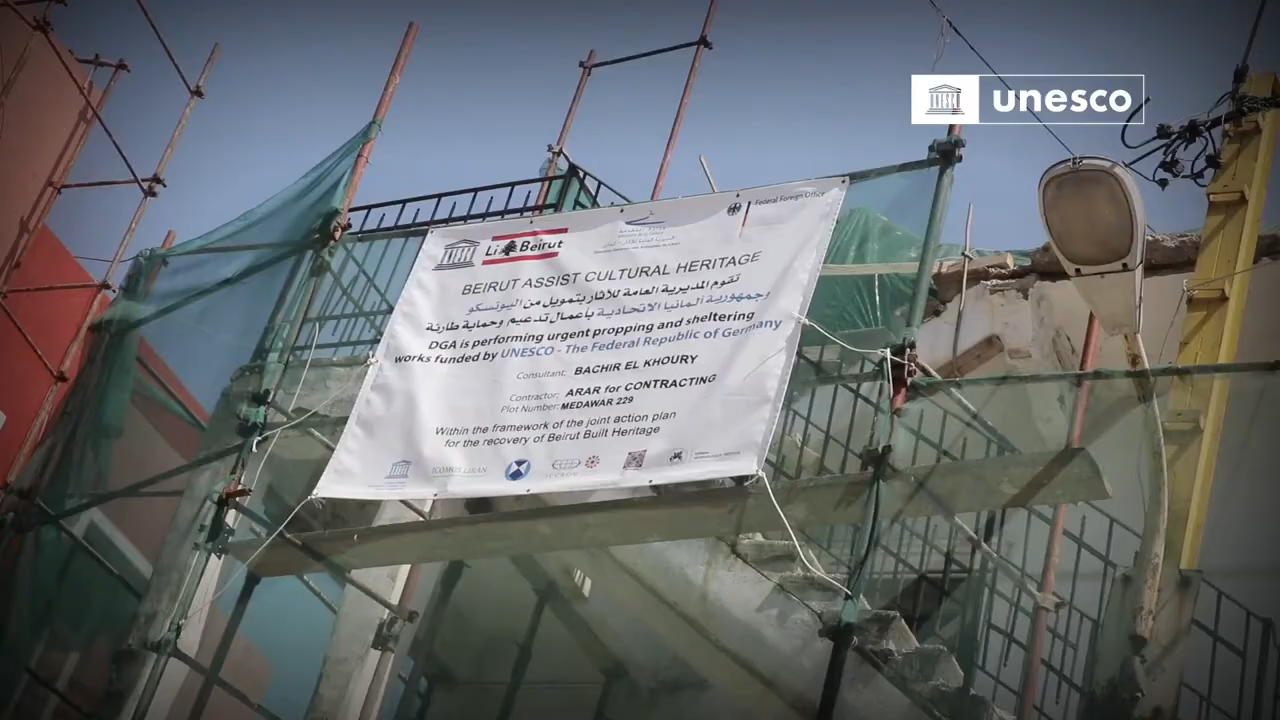 unesco
UNESCO
Li Beirut
Federal Foreign Office
BEIRUT ASSIST CULTURAL HERITAGE
تقوم المديرية العامة للآثار بتمويل من اليونسكو
وجمهورية ألمانيا الاتحادية بأعمال تدعيم وحماية طارئة
DGA is performing urgent propping and sheltering
works funded by UNESCO - The Federal Republic of Germany
Consultant: BACHIR EL KHOURY
Contractor: ARAR for CONTRACTING
Plot Number: MEDAWAR 229
Within the framework of the joint action plan
for the recovery of Beirut Built Heritage
ICOMOS LIBAN
ICCROM